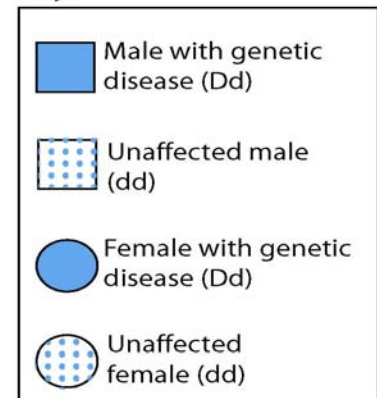 Male with genetic
disease (Dd)
Unaffected male
(dd)
Female with genetic
disease (Dd)
Unaffected
female (dd)